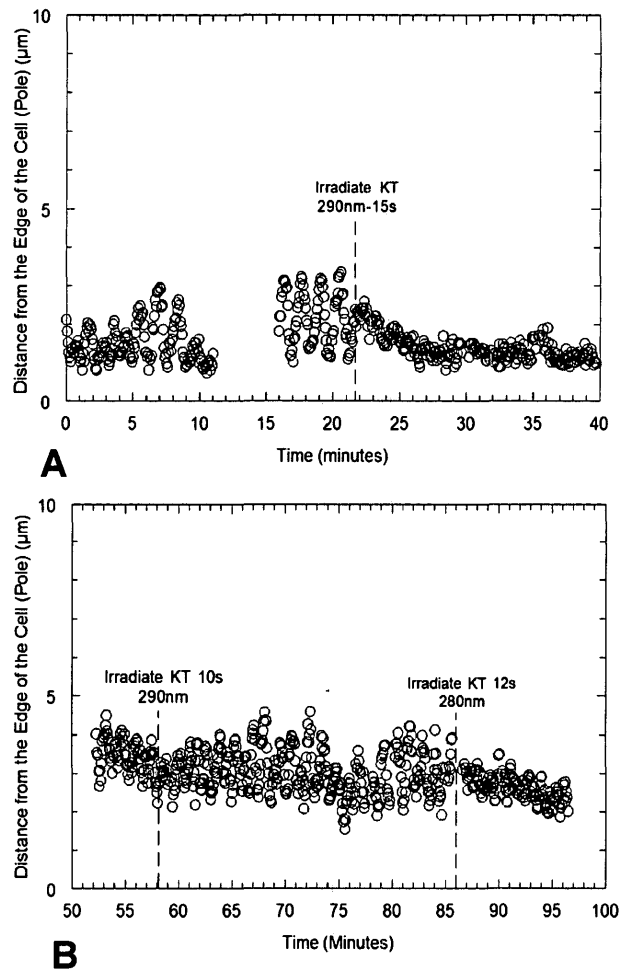 Distance from the Edge of the Cell (Pole) (μm)
10
5
0
Irradiate KT
290nm-15s
0 5 10 15 20 25 30 35 40
Time (minutes)
A
Distance from the Edge of the Cell (Pole) (μm)
10
5
0
Irradiate KT 10s
290nm
Irradiate KT 12s
280nm
50 55 60 65 70 75 80 85 90 95 100
Time (Minutes)
B